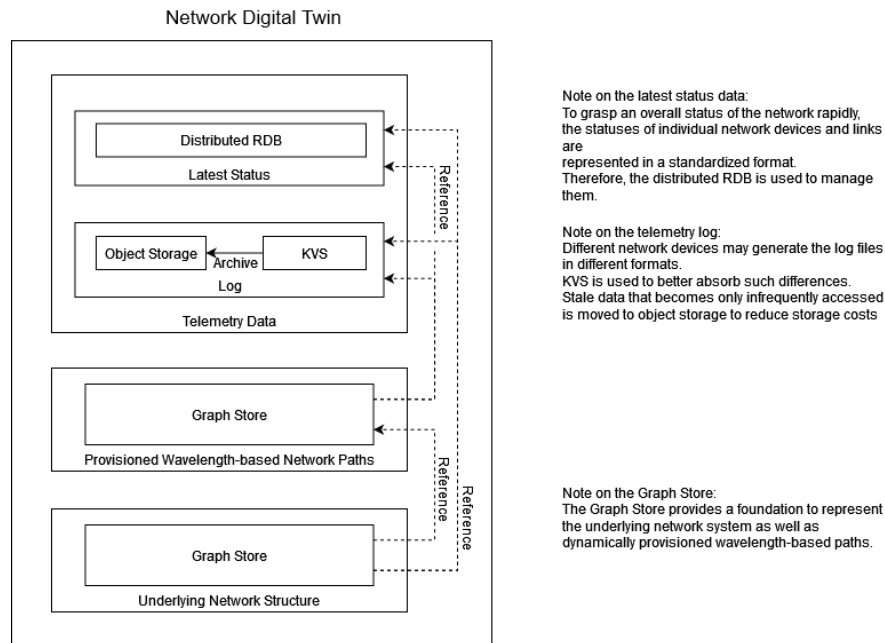 Network Digital Twin
Distributed RDB
Latest Status
Reference
Object Storage
Archive
KVS
Log
Telemetry Data
Graph Store
Provisioned Wavelength-based Network Paths
Reference
Reference
Graph Store
Underlying Network Structure
Note on the latest status data:
To grasp an overall status of the network rapidly,
the statuses of individual network devices and links
are
represented in a standardized format.
Therefore, the distributed RDB is used to manage
them.
Note on the telemetry log:
Different network devices may generate the log files
in different formats.
KVS is used to better absorb such differences.
Stale data that becomes only infrequently accessed
is moved to object storage to reduce storage costs
Note on the Graph Store:
The Graph Store provides a foundation to represent
the underlying network system as well as
dynamically provisioned wavelength-based paths.